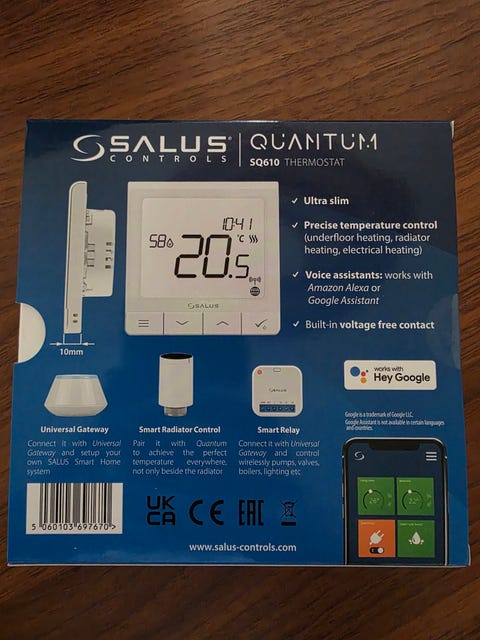 SALUS CONTROLS
QUANTUM
SQ610 THERMOSTAT
✓ Ultra slim
✓ Precise temperature control
(underfloor heating, radiator
heating, electrical heating)
✓ Voice assistants: works with
Amazon Alexa or
Google Assistant
✓ Built-in voltage free contact
10:41
58
°C
20.5
SALUS
10mm
works with
Hey Google
Google is a trademark of Google LLC.
Google Assistant is not available in certain languages
and countries.
SALUS
Universal Gateway
Connect it with Universal
Gateway and setup your
own SALUS Smart Home
system
Smart Radiator Control
Pair it with Quantum
to achieve the perfect
temperature everywhere,
not only beside the radiator
Smart Relay
Connect it with Universal
Gateway and control
wirelessly pumps, valves,
boilers, lighting etc
5 060103 697670 >
UK
CA
CE
EAC
www.salus-controls.com